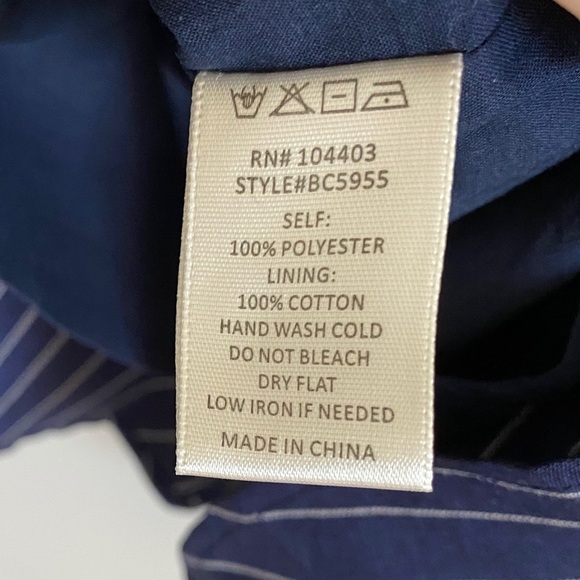 RN# 104403
STYLE#BC5955
SELF:
100% POLYESTER
LINING:
100% COTTON
HAND WASH COLD
DO NOT BLEACH
DRY FLAT
LOW IRON IF NEEDED
MADE IN CHINA